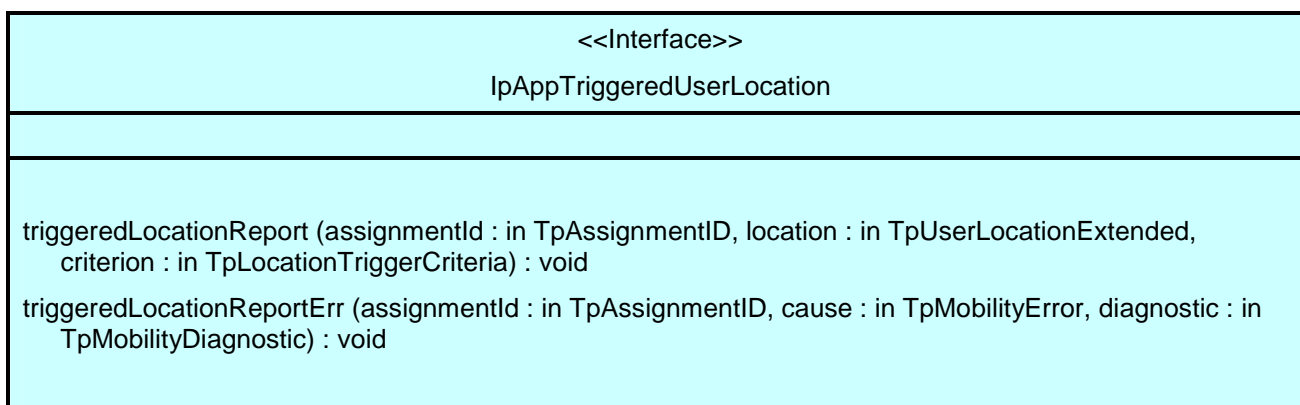 <<Interface>>
IpAppTriggeredUserLocation
triggeredLocationReport (assignmentId : in TpAssignmentID, location : in TpUserLocationExtended,
criterion : in TpLocationTriggerCriteria) : void
triggeredLocationReportErr (assignmentId : in TpAssignmentID, cause : in TpMobilityError, diagnostic : in
TpMobilityDiagnostic) : void